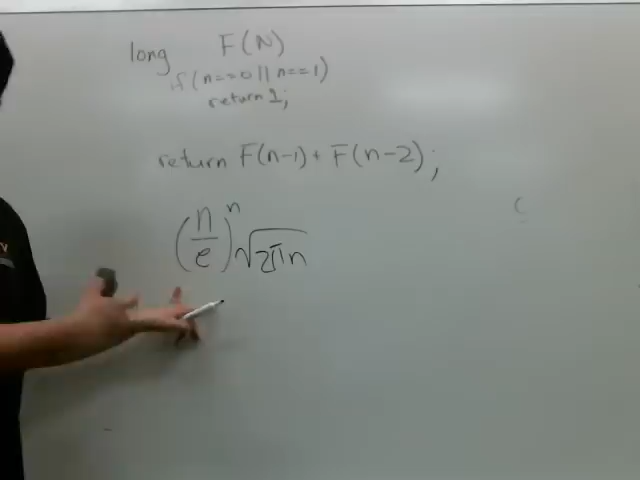 long F(N)
if(n==0 || n==1)
return 1;
return F(n-1) + F(n-2);
(n/e)^n √2πn